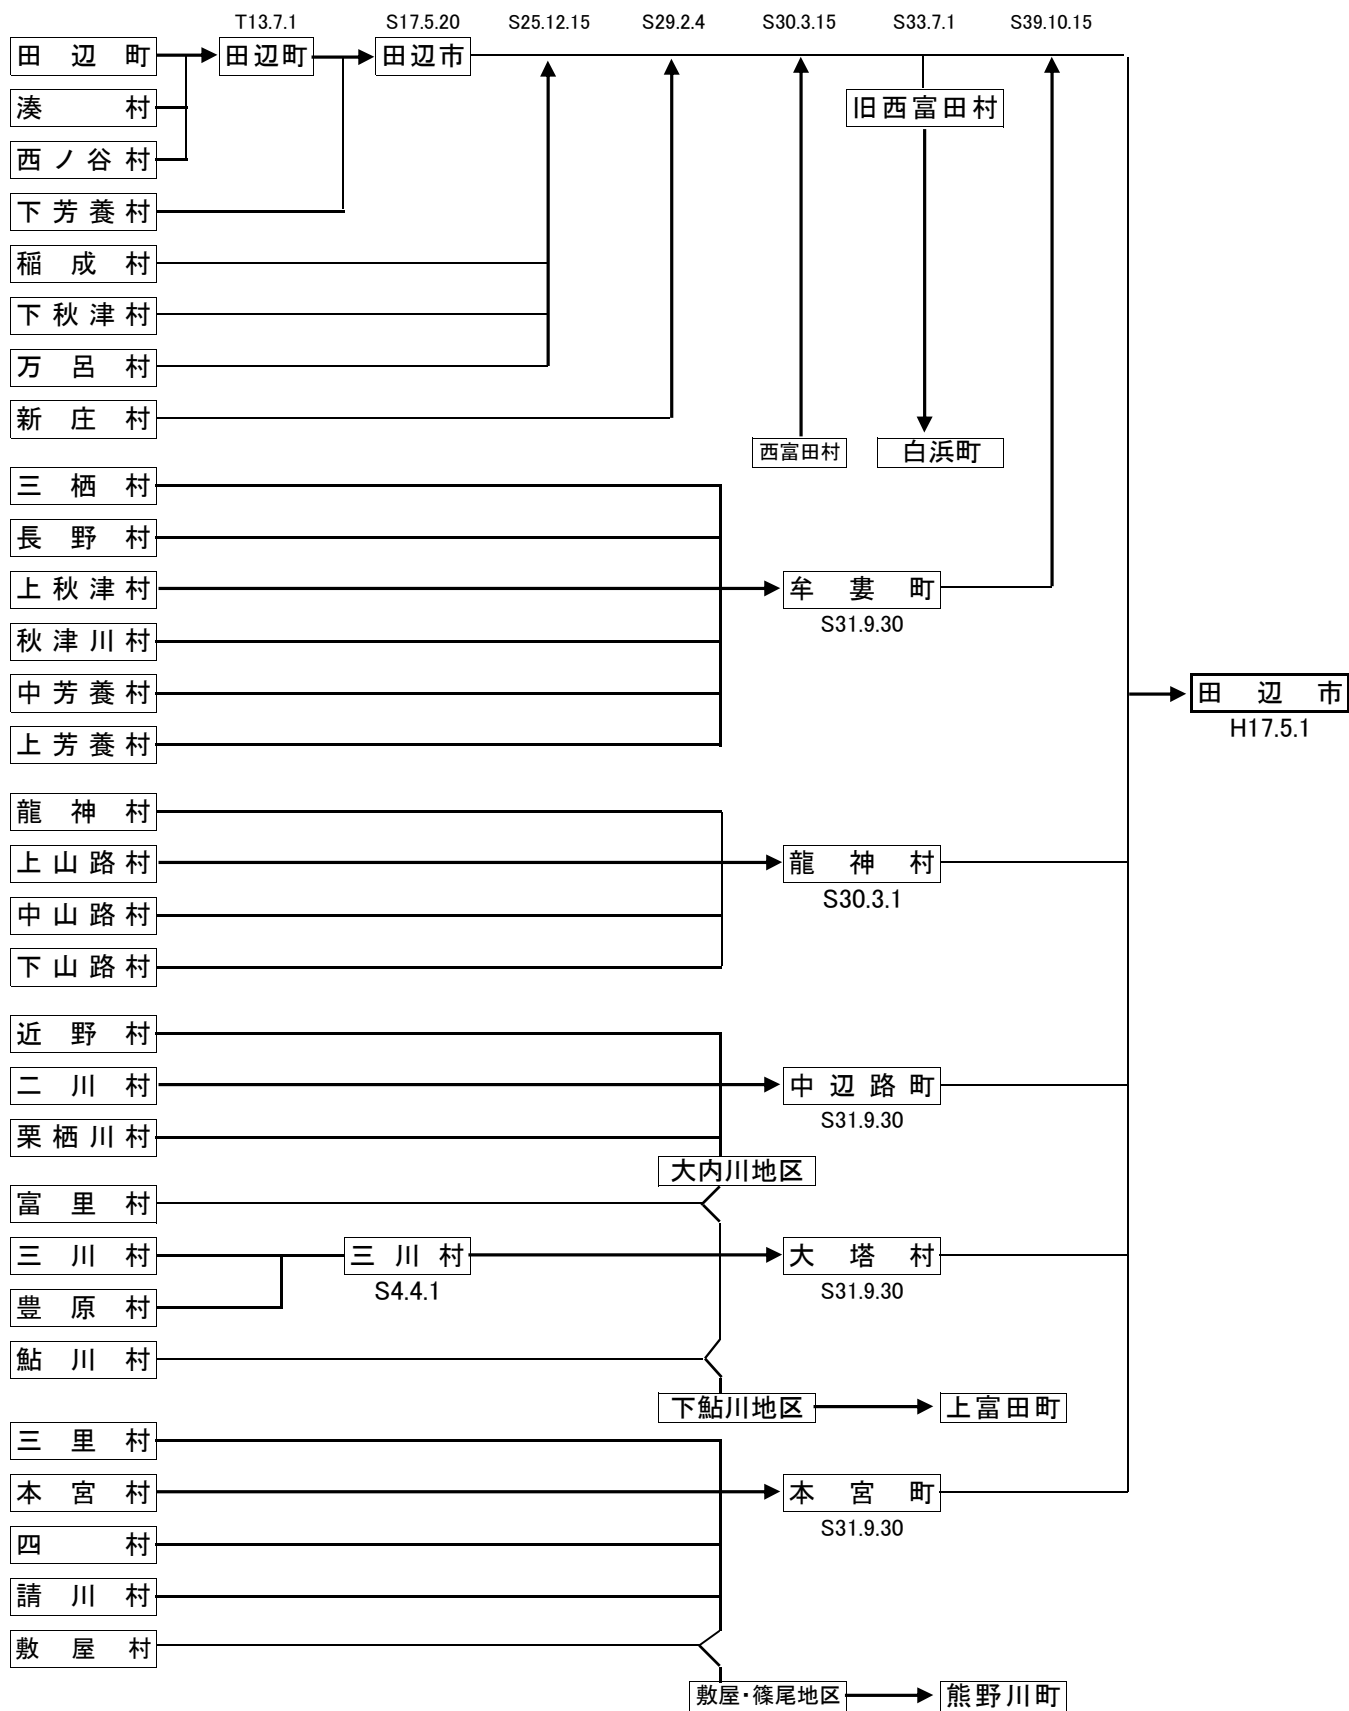 T13.7.1 S17.5.20 S25.12.15 S29.2.4 S30.3.15 S33.7.1 S39.10.15
田辺町 田辺町 田辺市
湊村 旧西富田村
西ノ谷村
下芳養村
稲成村
下秋津村
万呂村
新庄村
西富田村 白浜町
三栖村
長野村
上秋津村 牟婁町
S31.9.30
秋津川村
中芳養村 田辺市
H17.5.1
上芳養村
龍神村
上山路村 龍神村
S30.3.1
中山路村
下山路村
近野村
二川村 中辺路町
S31.9.30
栗栖川村
大内川地区
富里村
三川村 三川村 大塔村
S4.4.1 S31.9.30
豊原村
鮎川村
下鮎川地区 上富田町
三里村
本宮村 本宮町
S31.9.30
四村
請川村
敷屋村
敷屋・篠尾地区 熊野川町